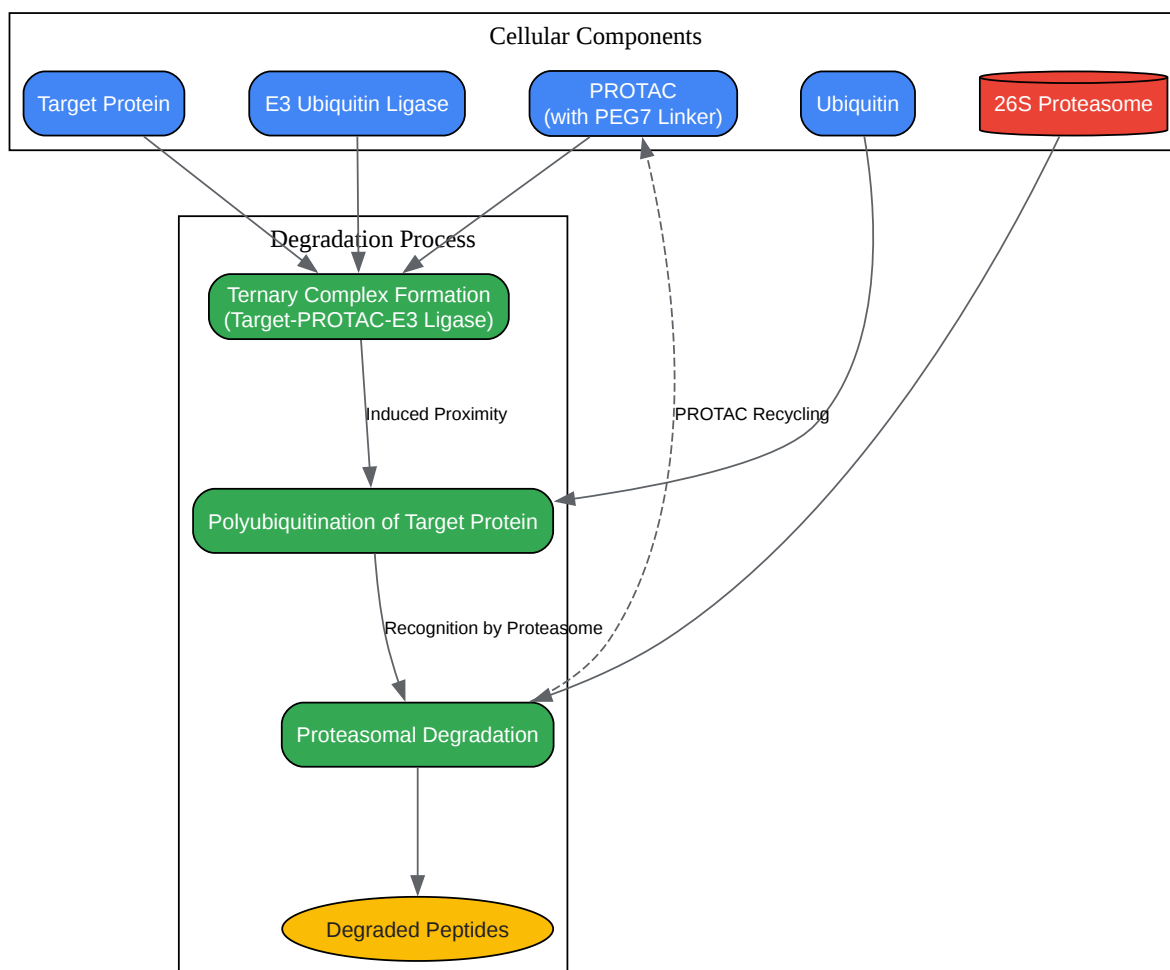 Cellular Components
Target Protein
E3 Ubiquitin Ligase
PROTAC
(with PEG7 Linker)
Ubiquitin
26S Proteasome
Degradation Process
Ternary Complex Formation
(Target-PROTAC-E3 Ligase)
Induced Proximity
PROTAC Recycling
Polyubiquitination of Target Protein
Recognition by Proteasome
Proteasomal Degradation
Degraded Peptides